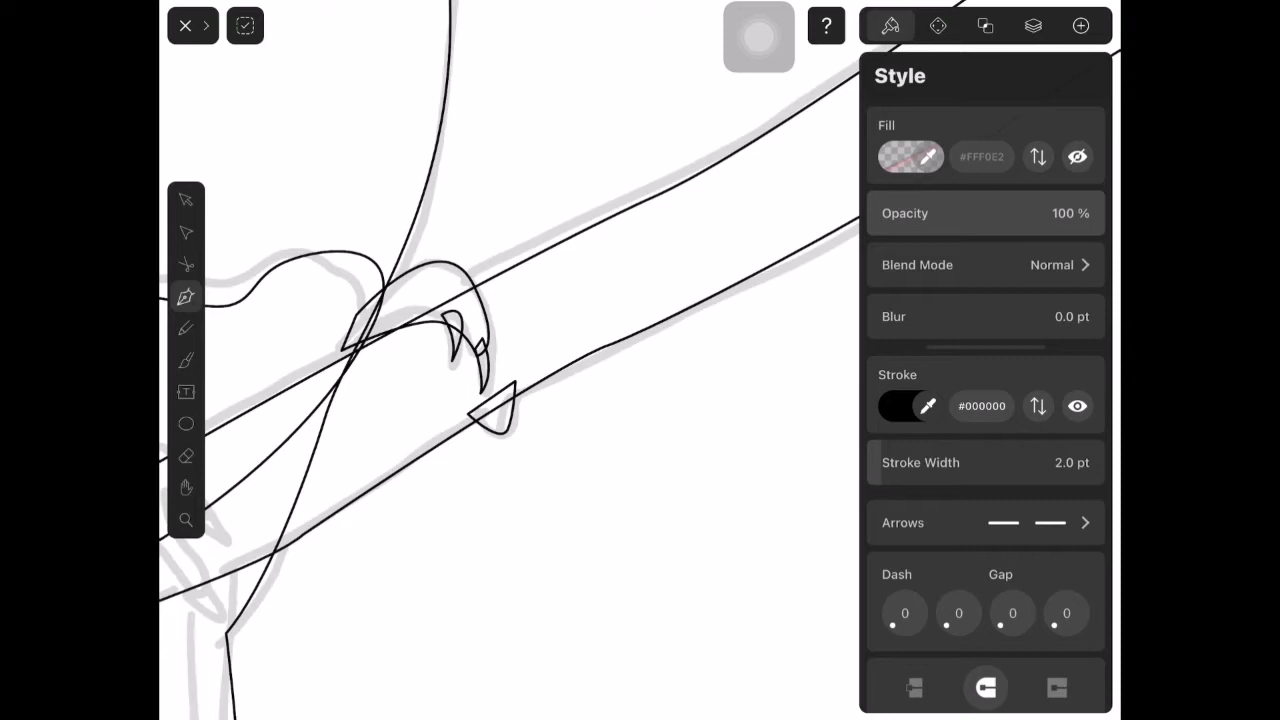 ?
Style
Fill
#FFF0E2
Opacity 100 %
Blend Mode Normal
Blur 0.0 pt
Stroke
#000000
Stroke Width 2.0 pt
Arrows
Dash Gap
0 0 0 0
T